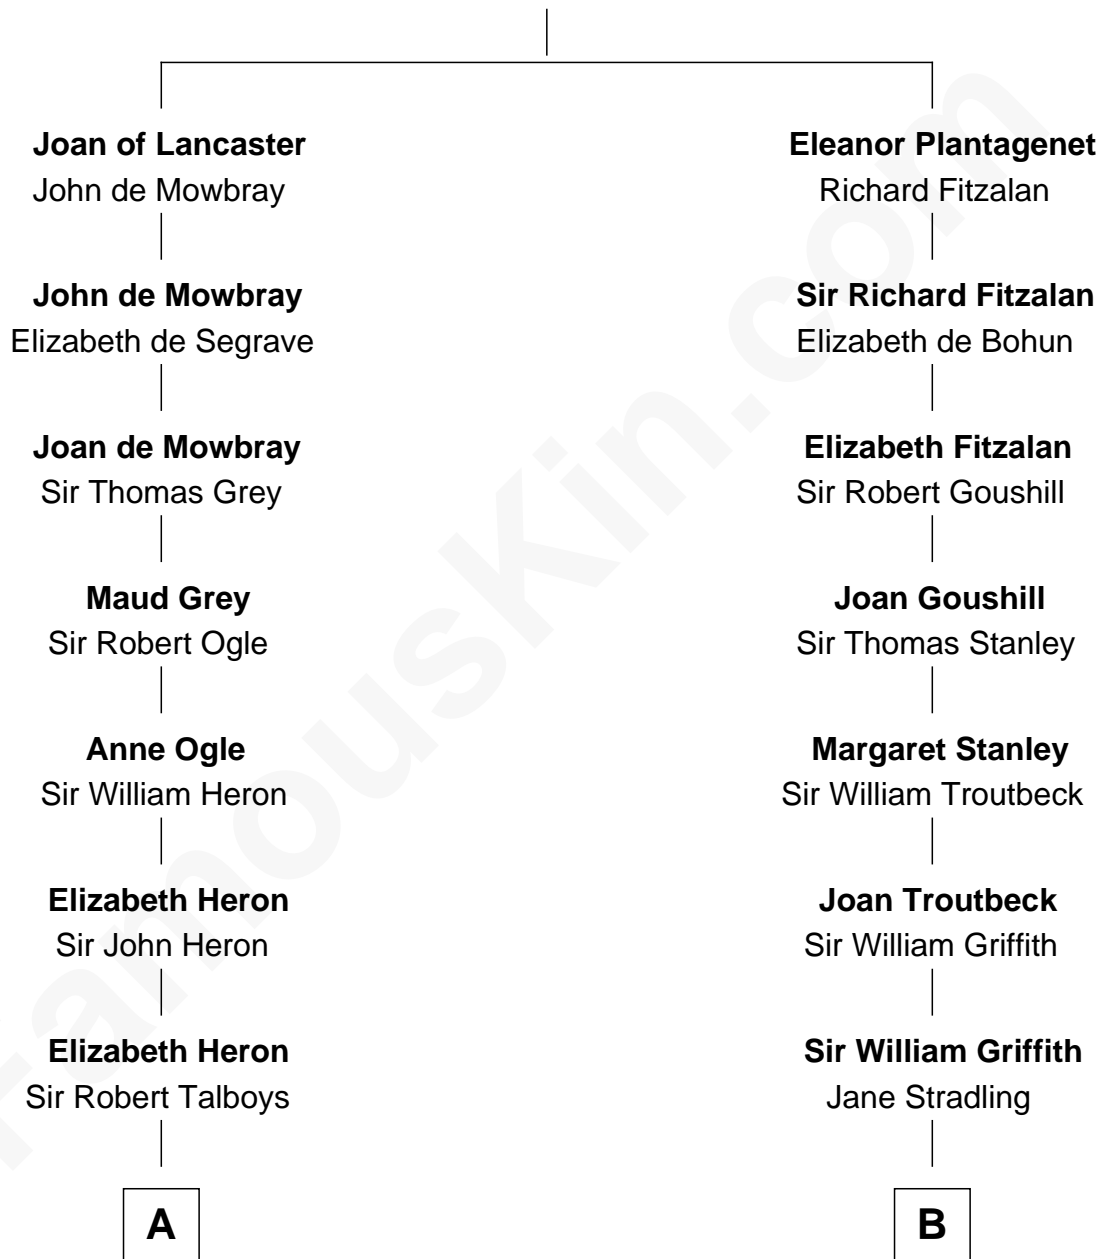 Joan of Lancaster
John de Mowbray
John de Mowbray
Elizabeth de Segrave
Joan de Mowbray
Sir Thomas Grey
Maud Grey
Sir Robert Ogle
Anne Ogle
Sir William Heron
Elizabeth Heron
Sir John Heron
Elizabeth Heron
Sir Robert Talboys
A
Eleanor Plantagenet
Richard Fitzalan
Sir Richard Fitzalan
Elizabeth de Bohun
Elizabeth Fitzalan
Sir Robert Goushill
Joan Goushill
Sir Thomas Stanley
Margaret Stanley
Sir William Troutbeck
Joan Troutbeck
Sir William Griffith
Sir William Griffith
Jane Stradling
B
FamousKin.com